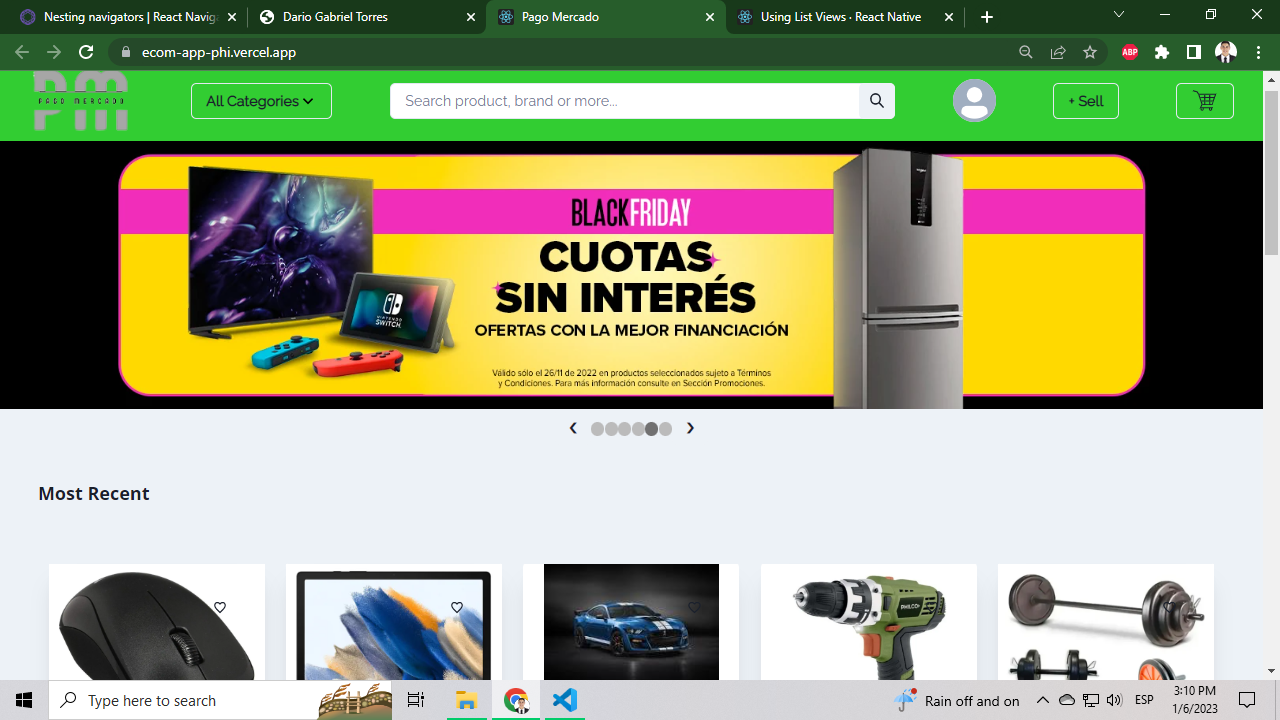 Nesting navigators | React Naviga
Dario Gabriel Torres
Pago Mercado
Using List Views · React Native
ecom-app-phi.vercel.app
ABP
PAGO MERCADO
All Categories
Search product, brand or more...
+ Sell
BLACKFRIDAY
CUOTAS
SIN INTERÉS
OFERTAS CON LA MEJOR FINANCIACIÓN
Válido sólo el 26/11 de 2022 en productos seleccionados sujeto a Términos
y Condiciones. Para más información consulte en Sección Promociones.
NINTENDO
SWITCH
Most Recent
PHILCO
Type here to search
Rain off and on
ESP
3:10 PM
1/6/2023